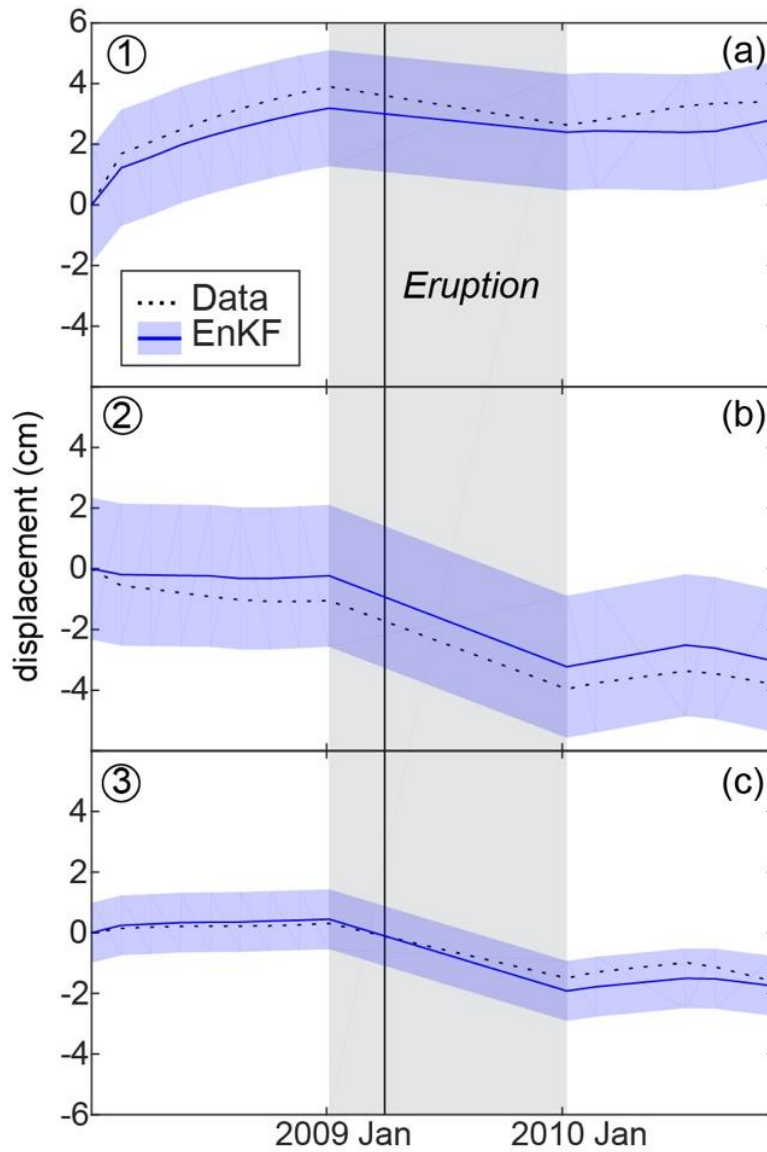 6
① (a)
4
2
0
-2
Eruption
Data
EnKF
-4
② (b)
4
2
0
-2
-4
displacement (cm)
③ (c)
4
2
0
-2
-4
-6
2009 Jan 2010 Jan